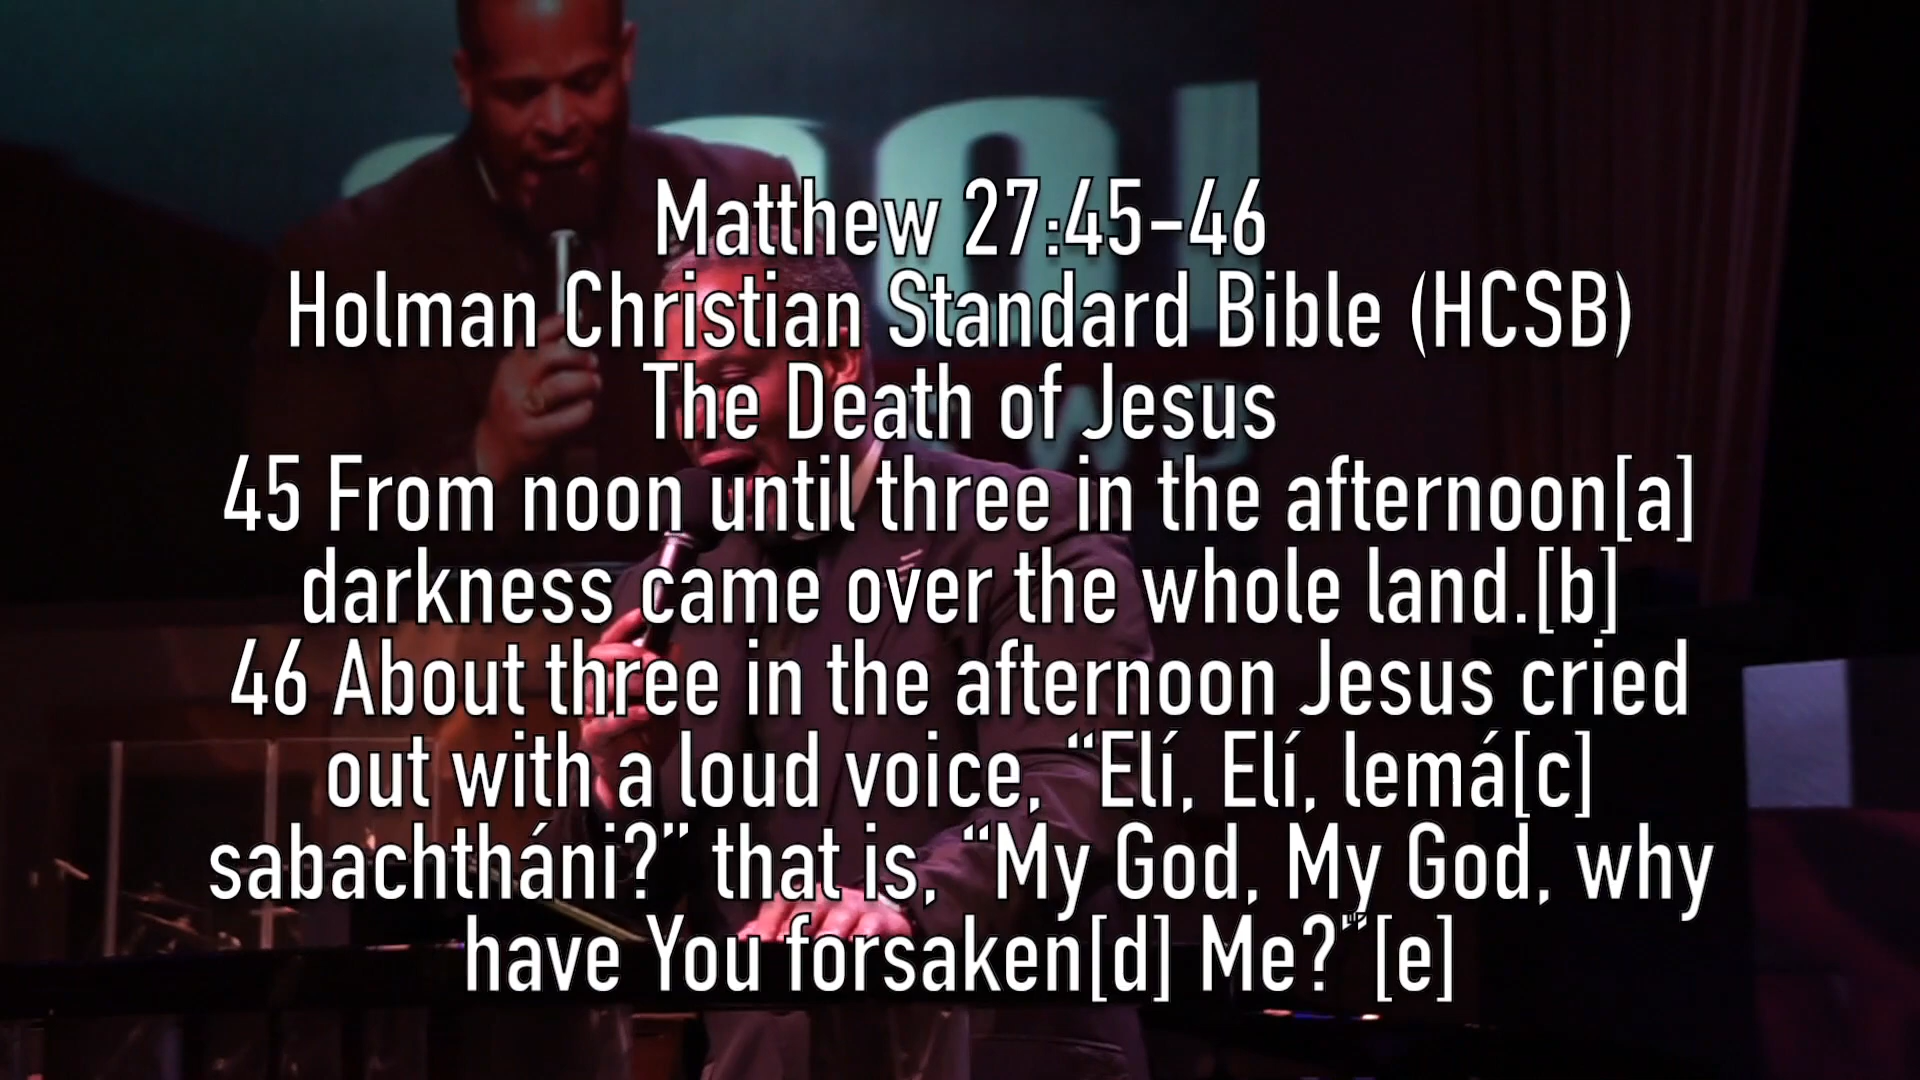 Matthew 27:45-46
Holman Christian Standard Bible (HCSB)
The Death of Jesus
45 From noon until three in the afternoon[a]
darkness came over the whole land.[b]
46 About three in the afternoon Jesus cried
out with a loud voice, “Elí, Elí, lemá[c]
sabachtháni?” that is, “My God, My God, why
have You forsaken[d] Me?”[e]